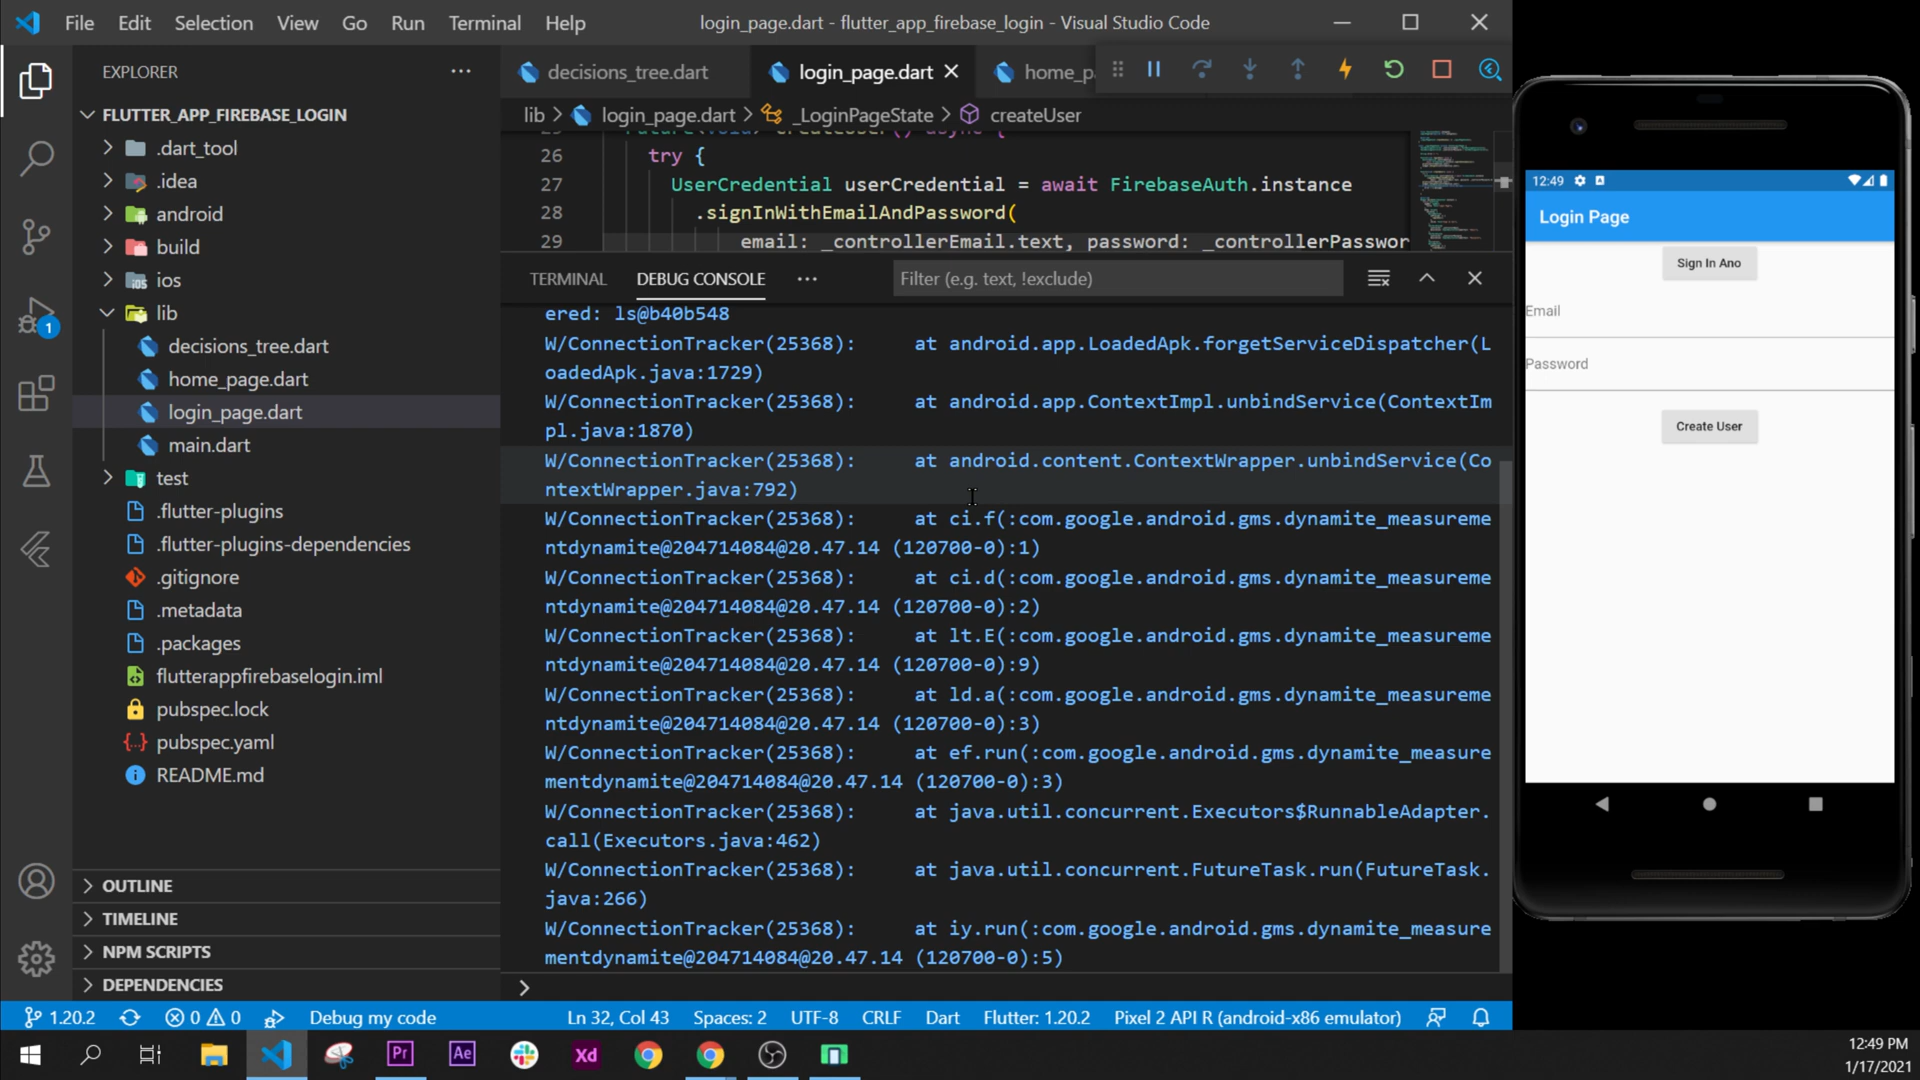 File Edit Selection View Go Run Terminal Help
login_page.dart - flutter_app_firebase_login - Visual Studio Code
EXPLORER
FLUTTER_APP_FIREBASE_LOGIN
.dart_tool
.idea
android
build
ios
lib
decisions_tree.dart
home_page.dart
login_page.dart
main.dart
test
.flutter-plugins
.flutter-plugins-dependencies
.gitignore
.metadata
.packages
flutterappfirebaselogin.iml
pubspec.lock
pubspec.yaml
README.md
OUTLINE
TIMELINE
NPM SCRIPTS
DEPENDENCIES
1
decisions_tree.dart login_page.dart home_p
lib > login_page.dart > _LoginPageState > createUser
26 try {
27 UserCredential userCredential = await FirebaseAuth.instance
28 .signInWithEmailAndPassword(
29 email: _controllerEmail.text, password: _controllerPasswor
TERMINAL DEBUG CONSOLE Filter (e.g. text, !exclude)
ered: ls@b40b548
W/ConnectionTracker(25368): at android.app.LoadedApk.forgetServiceDispatcher(L
oadedApk.java:1729)
W/ConnectionTracker(25368): at android.app.ContextImpl.unbindService(ContextIm
pl.java:1870)
W/ConnectionTracker(25368): at android.content.ContextWrapper.unbindService(Co
ntextWrapper.java:792)
W/ConnectionTracker(25368): at ci.f(:com.google.android.gms.dynamite_measureme
ntdynamite@204714084@20.47.14 (120700-0):1)
W/ConnectionTracker(25368): at ci.d(:com.google.android.gms.dynamite_measureme
ntdynamite@204714084@20.47.14 (120700-0):2)
W/ConnectionTracker(25368): at lt.E(:com.google.android.gms.dynamite_measureme
ntdynamite@204714084@20.47.14 (120700-0):9)
W/ConnectionTracker(25368): at ld.a(:com.google.android.gms.dynamite_measureme
ntdynamite@204714084@20.47.14 (120700-0):3)
W/ConnectionTracker(25368): at ef.run(:com.google.android.gms.dynamite_measure
mentdynamite@204714084@20.47.14 (120700-0):3)
W/ConnectionTracker(25368): at java.util.concurrent.Executors$RunnableAdapter.
call(Executors.java:462)
W/ConnectionTracker(25368): at java.util.concurrent.FutureTask.run(FutureTask.
java:266)
W/ConnectionTracker(25368): at iy.run(:com.google.android.gms.dynamite_measure
mentdynamite@204714084@20.47.14 (120700-0):5)
12:49
Login Page
Sign In Ano
Email
Password
Create User
1.20.2 0 0 Debug my code Ln 32, Col 43 Spaces: 2 UTF-8 CRLF Dart Flutter: 1.20.2 Pixel 2 API R (android-x86 emulator)
Pr Ae Xd
12:49 PM
1/17/2021